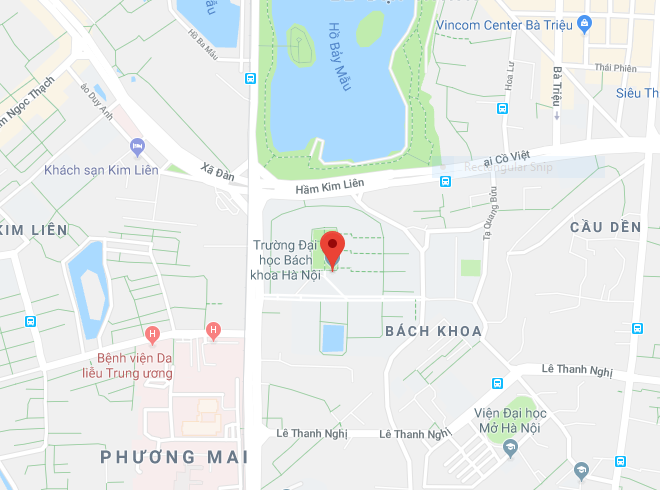 Hồ Bảy Mẫu
Hồ Ba Mẫu
Vincom Center Bà Triệu
Hoa Lư
Bà Triệu
Thái Phiên
Siêu Th
m Ngọc Thạch
ào Duy Anh
Khách sạn Kim Liên
Xã Đàn
Hầm Kim Liên
ại Cồ Việt
Rectangular Snip
Tạ Quang Bửu
KIM LIÊN
CẦU DỀN
Trường Đại
học Bách
khoa Hà Nội
BÁCH KHOA
H
H
Bệnh viện Da
liễu Trung ương
Lê Thanh Nghị
Viện Đại học
Mở Hà Nội
Lê Thanh Nghị
Lê Thanh Nghị
PHƯƠNG MAI